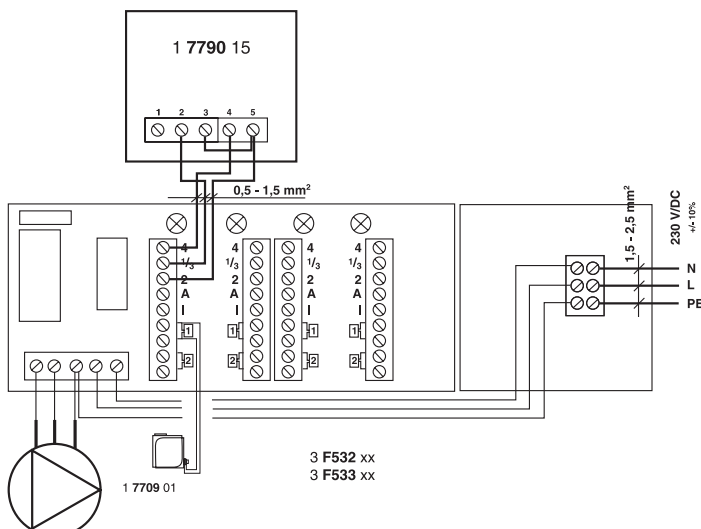 1 7790 15
1 2 3 4 5
0,5 - 1,5 mm²
4 4 4 4
1/3 1/3 1/3 1/3
2 2 2 2
A A A A
I I I I
1 1 1 1
2 2 2 2
1,5 - 2,5 mm²
230 V/DC
+/- 10%
N
L
PE
1 7709 01
3 F532 xx
3 F533 xx